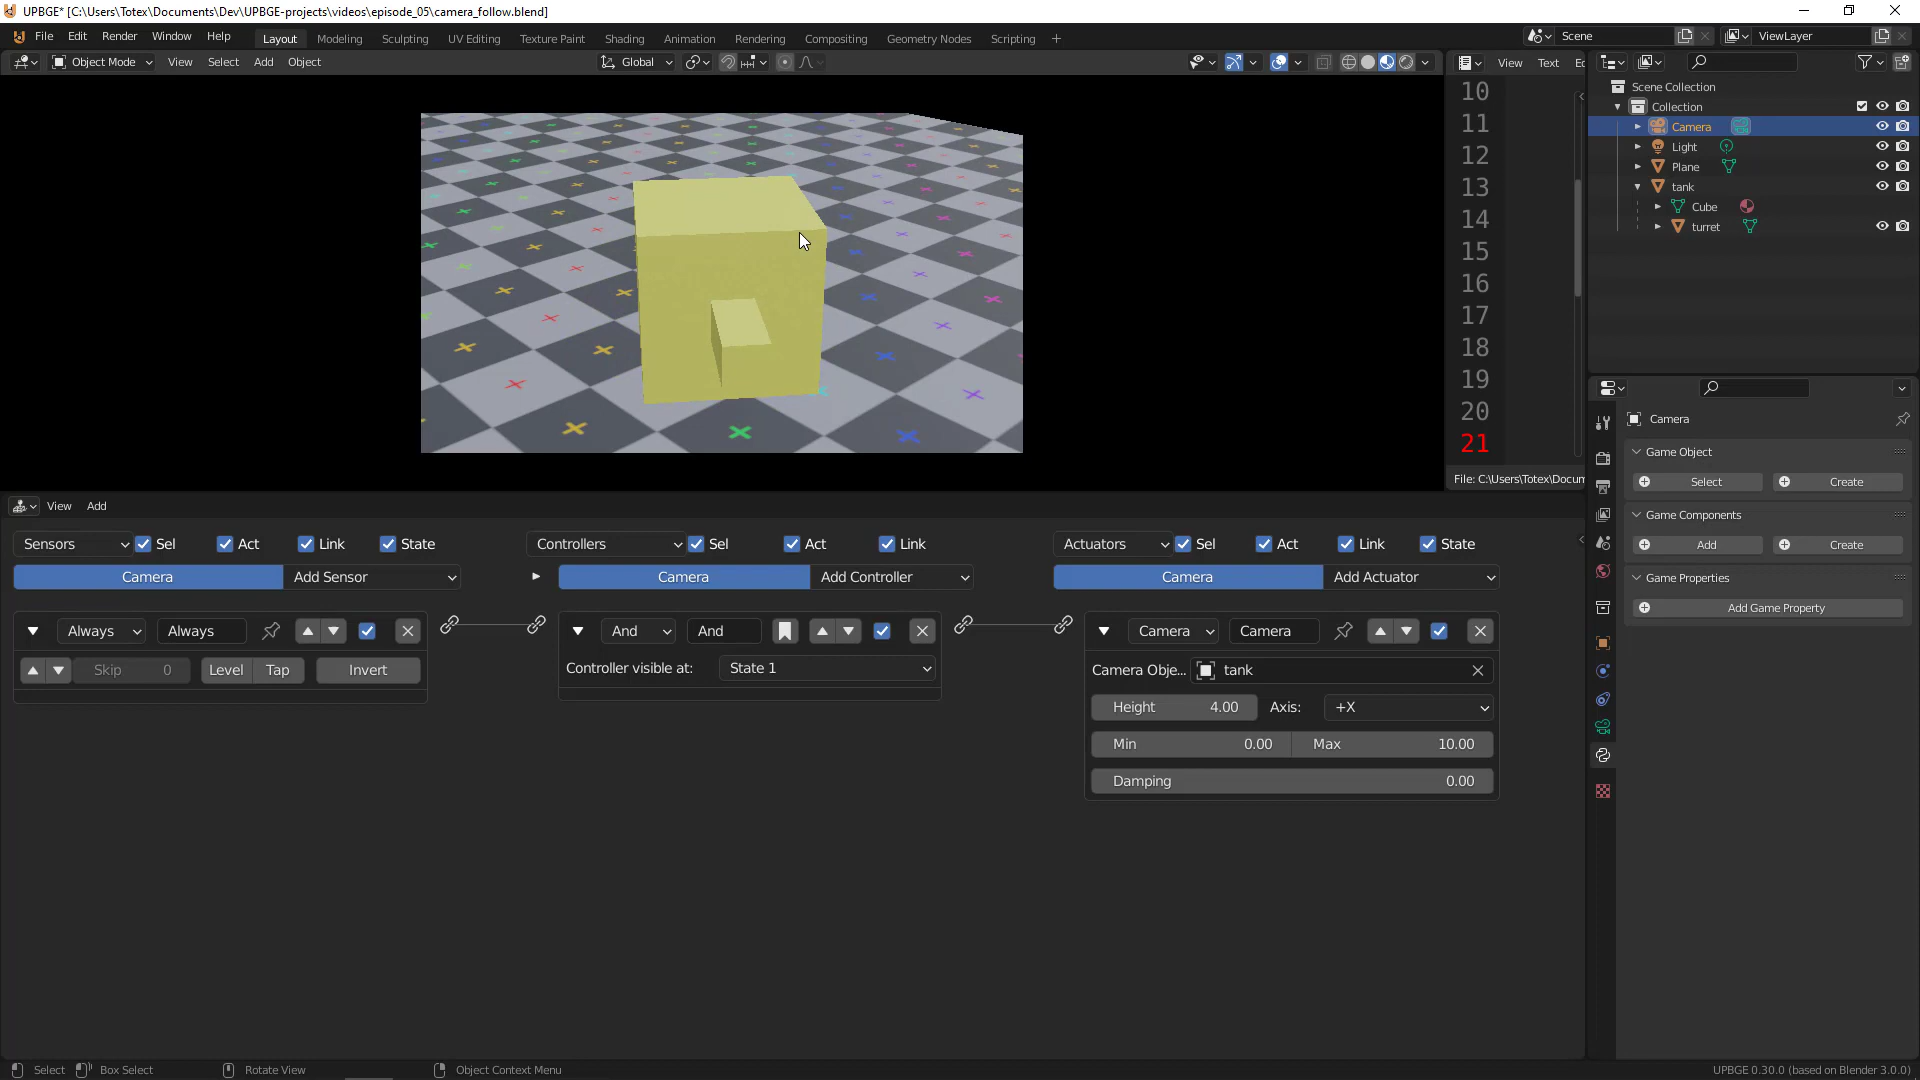 UPBGE* [C:\Users\Totex\Documents\Dev\UPBGE-projects\videos\episode_05\camera_follow.blend]
File Edit Render Window Help Layout Modeling Sculpting UV Editing Texture Paint Shading Animation Rendering Compositing Geometry Nodes Scripting + Scene ViewLayer
Object Mode View Select Add Object Global View Text Ec
10
11
12
13
14
15
16
17
18
19
20
21
File: C:\Users\Totex\Docum
Scene Collection
Collection
Camera
Light
Plane
tank
Cube
turret
Camera
Game Object
Select Create
Game Components
Add Create
Game Properties
Add Game Property
View Add
Sensors Sel Act Link State Controllers Sel Act Link Actuators Sel Act Link State
Camera Add Sensor Camera Add Controller Camera Add Actuator
Always Always And And Camera Camera
Skip 0 Level Tap Invert Controller visible at: State 1 Camera Obje... tank
Height 4.00 Axis: +X
Min 0.00 Max 10.00
Damping 0.00
Select Box Select Rotate View Object Context Menu UPBGE 0.30.0 (based on Blender 3.0.0)